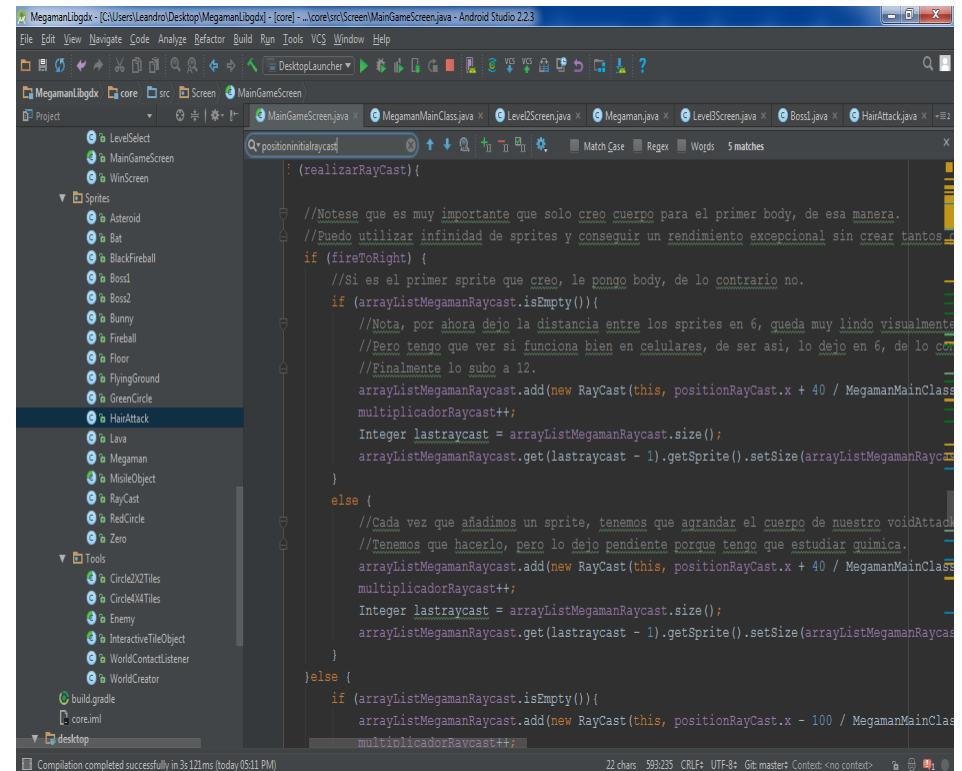 MegamanLibgdx - [C:\Users\Leandro\Desktop\MegamanLibgdx] - [core] - ...\core\src\Screen\MainGameScreen.java - Android Studio 2.2.3
File Edit View Navigate Code Analyze Refactor Build Run Tools VCS Window Help
DesktopLauncher
MegamanLibgdx core src Screen MainGameScreen
Project
MainGameScreen.java MegamanMainClass.java Level2Screen.java Megaman.java Level3Screen.java Boss1.java HairAttack.java
positioninitialraycast Match Case Regex Words 5 matches
LevelSelect
MainGameScreen
WinScreen
Sprites
Asteroid
Bat
BlackFireball
Boss1
Boss2
Bunny
Fireball
Floor
FlyingGround
GreenCircle
HairAttack
Lava
Megaman
MisileObject
RayCast
RedCircle
Zero
Tools
Circle2X2Tiles
Circle4X4Tiles
Enemy
InteractiveTileObject
WorldContactListener
WorldCreator
build.gradle
core.iml
desktop
(realizarRayCast){
//Notese que es muy importante que solo creo cuerpo para el primer body, de esa manera.
//Puedo utilizar infinidad de sprites y conseguir un rendimiento excepcional sin crear tantos
if (fireToRight) {
//Si es el primer sprite que creo, le pongo body, de lo contrario no.
if (arrayListMegamanRaycast.isEmpty()){
//Nota, por ahora dejo la distancia entre los sprites en 6, queda muy lindo visualmente
//Pero tengo que ver si funciona bien en celulares, de ser asi, lo dejo en 6, de lo con
//Finalmente lo subo a 12.
arrayListMegamanRaycast.add(new RayCast(this, positionRayCast.x + 40 / MegamanMainClass
multiplicadorRaycast++;
Integer lastraycast = arrayListMegamanRaycast.size();
arrayListMegamanRaycast.get(lastraycast - 1).getSprite().setSize(arrayListMegamanRaycas
}
else {
//Cada vez que añadimos un sprite, tenemos que agrandar el cuerpo de nuestro voidAttack
//Tenemos que hacerlo, pero lo dejo pendiente porque tengo que estudiar quimica.
arrayListMegamanRaycast.add(new RayCast(this, positionRayCast.x + 40 / MegamanMainClass
multiplicadorRaycast++;
Integer lastraycast = arrayListMegamanRaycast.size();
arrayListMegamanRaycast.get(lastraycast - 1).getSprite().setSize(arrayListMegamanRaycas
}
}else {
if (arrayListMegamanRaycast.isEmpty()){
arrayListMegamanRaycast.add(new RayCast(this, positionRayCast.x - 100 / MegamanMainClas
multiplicadorRaycast++;
Compilation completed successfully in 3s 121ms (today 05:11 PM) 22 chars 593:235 CRLF÷ UTF-8÷ Git: master÷ Context: <no context>